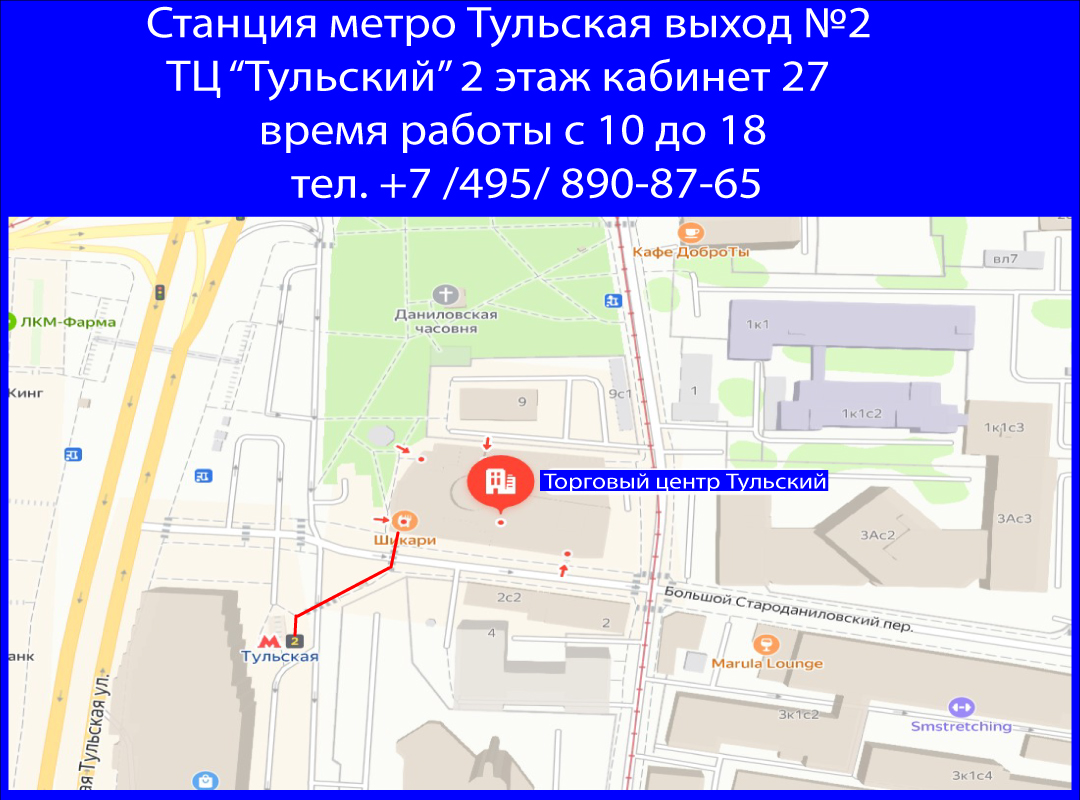 Станция метро Тульская выход №2
ТЦ “Тульский” 2 этаж кабинет 27
время работы с 10 до 18
тел. +7 /495/ 890-87-65
Кафе ДоброТы
вл7
Даниловская
часовня
ЛКМ-Фарма
1к1
Кинг
9
9с1
1
1к1с2
1к1с3
Торговый центр Тульский
3Ас3
Шикари
3Ас2
2с2
Большой Староданиловский пер.
2
4
М 2
Тульская
анк
Marula Lounge
ая Тульская ул.
3к1с2
Smstretching
3к1с4